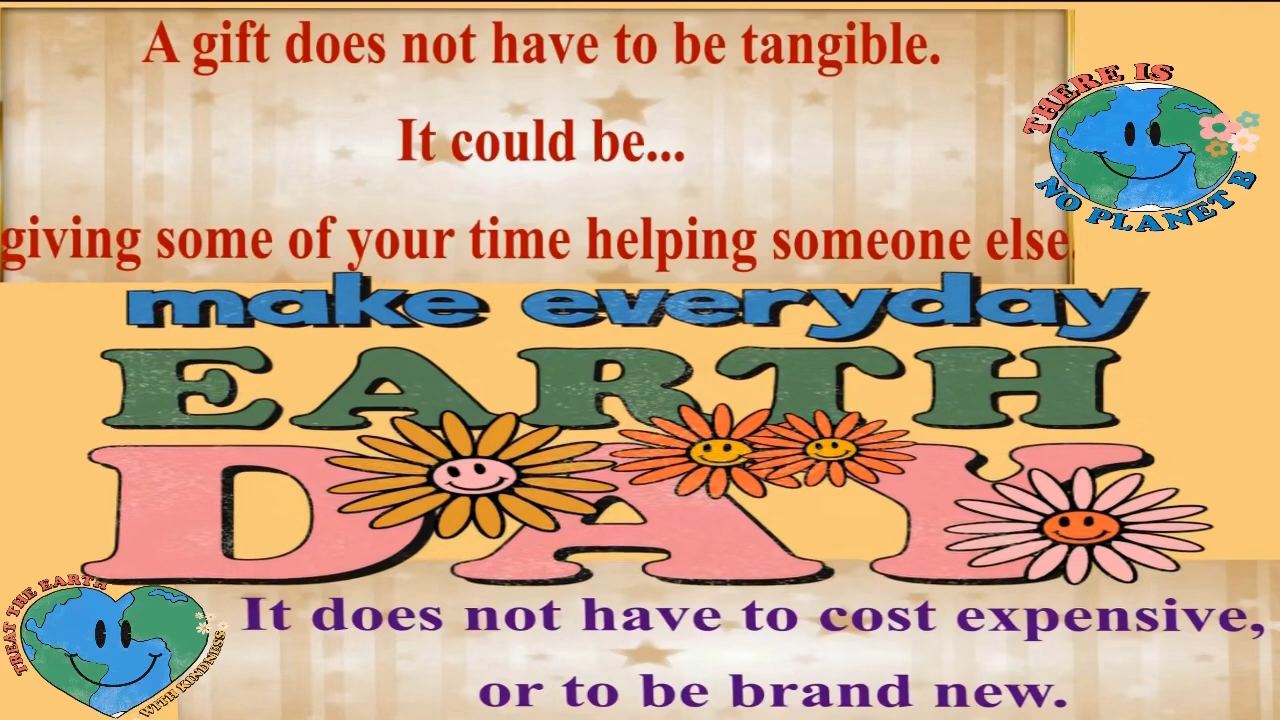 A gift does not have to be tangible.
It could be...
giving some of your time helping someone else.
THERE IS
NO PLANET B
make everyday
EARTH
DAY
TREAT THE EARTH
WITH KINDNESS
It does not have to cost expensive,
or to be brand new.